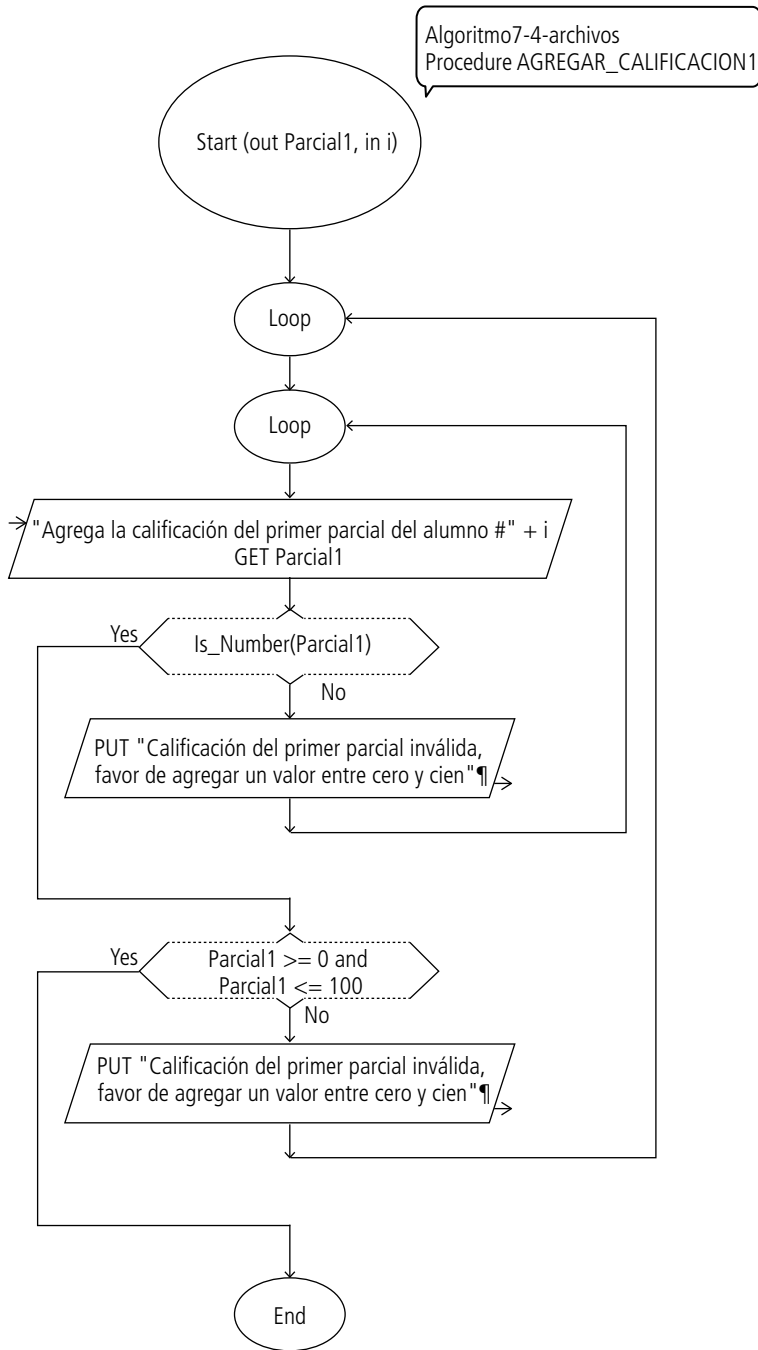 Algoritmo7-4-archivos
Procedure AGREGAR_CALIFICACION1
Start (out Parcial1, in i)
Loop
Loop
"Agrega la calificación del primer parcial del alumno #" + i
GET Parcial1
Yes
Is_Number(Parcial1)
No
PUT "Calificación del primer parcial inválida,
favor de agregar un valor entre cero y cien"¶
Yes
Parcial1 >= 0 and
Parcial1 <= 100
No
PUT "Calificación del primer parcial inválida,
favor de agregar un valor entre cero y cien"¶
End